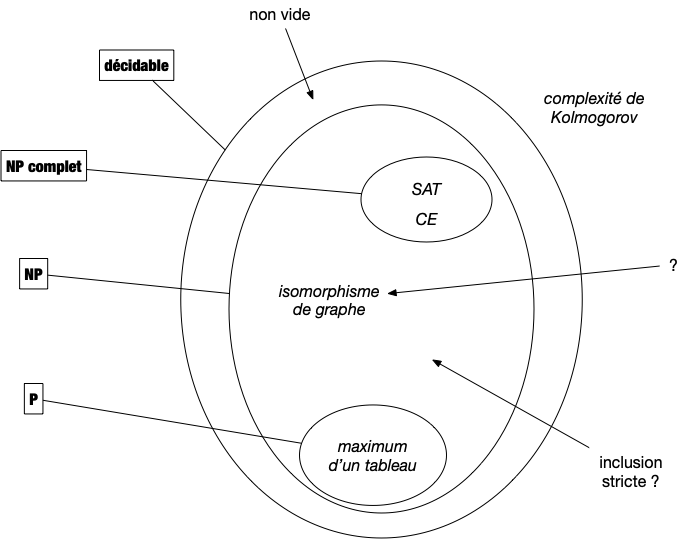 non vide
décidable
complexité de
Kolmogorov
NP complet
SAT
CE
NP
isomorphisme
de graphe
?
P
maximum
d'un tableau
inclusion
stricte ?